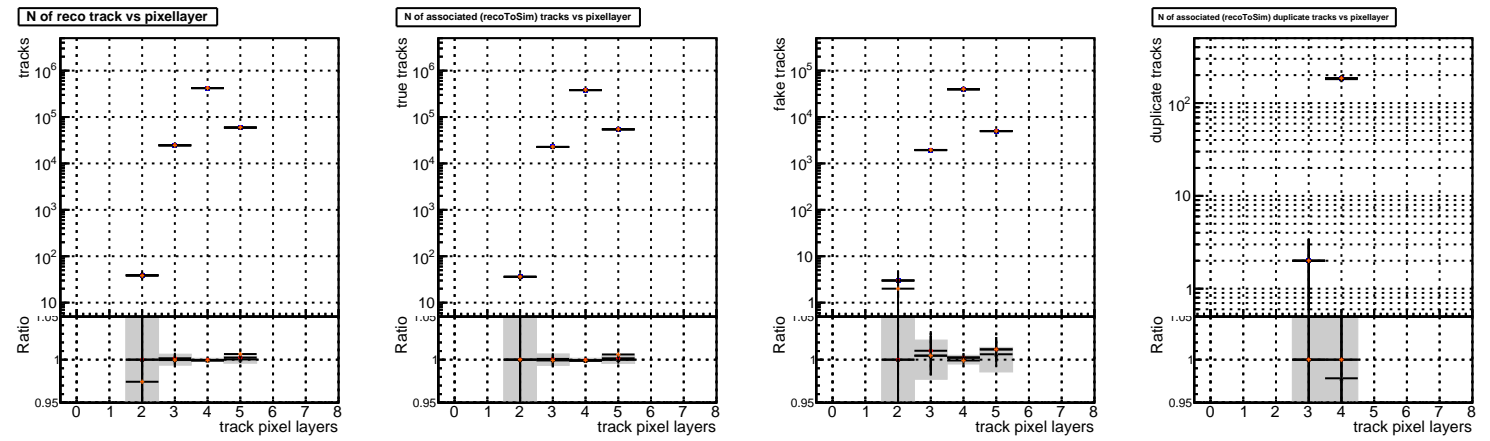 N of reco track vs pixellayer
tracks
10^6
10^5
10^4
10^3
10^2
10
Ratio
1.05
1
0.95
0 1 2 3 4 5 6 7 8
track pixel layers
N of associated (recoToSim) tracks vs pixellayer
true tracks
10^6
10^5
10^4
10^3
10^2
10
Ratio
1.05
1
0.95
0 1 2 3 4 5 6 7 8
track pixel layers
fake tracks
10^5
10^4
10^3
10^2
10
1
Ratio
1.05
1
0.95
0 1 2 3 4 5 6 7 8
track pixel layers
N of associated (recoToSim) duplicate tracks vs pixellayer
duplicate tracks
10^2
10
1
Ratio
1.05
1
0.95
0 1 2 3 4 5 6 7 8
track pixel layers